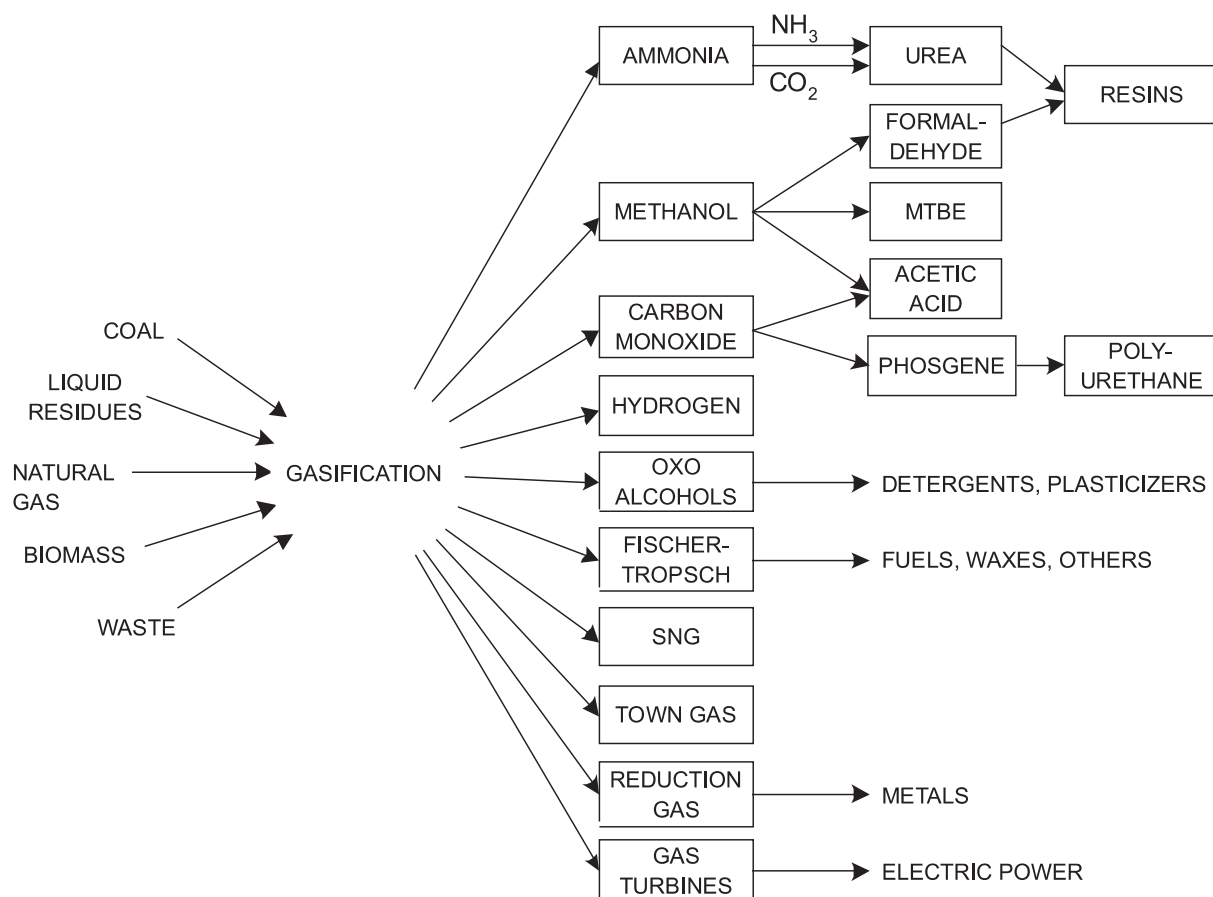 AMMONIA
NH3
CO2
UREA
RESINS
FORMAL-
DEHYDE
METHANOL
MTBE
ACETIC
ACID
CARBON
MONOXIDE
PHOSGENE
POLY-
URETHANE
COAL
LIQUID
RESIDUES
NATURAL
GAS
BIOMASS
WASTE
GASIFICATION
HYDROGEN
OXO
ALCOHOLS
DETERGENTS, PLASTICIZERS
FISCHER-
TROPSCH
FUELS, WAXES, OTHERS
SNG
TOWN GAS
REDUCTION
GAS
METALS
GAS
TURBINES
ELECTRIC POWER